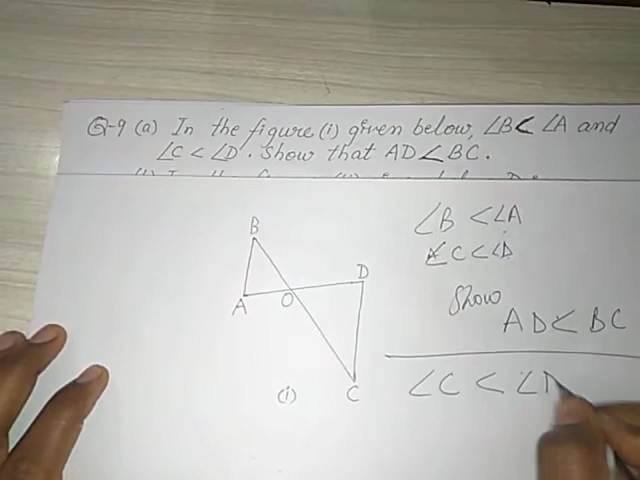 Q-9 (a) In the figure (i) given below, ∠B < ∠A and
∠C < ∠D. Show that AD < BC.
B
A
O
D
C
(i)
∠B < ∠A
∠C < ∠D
Show
AD < BC
∠C < ∠D